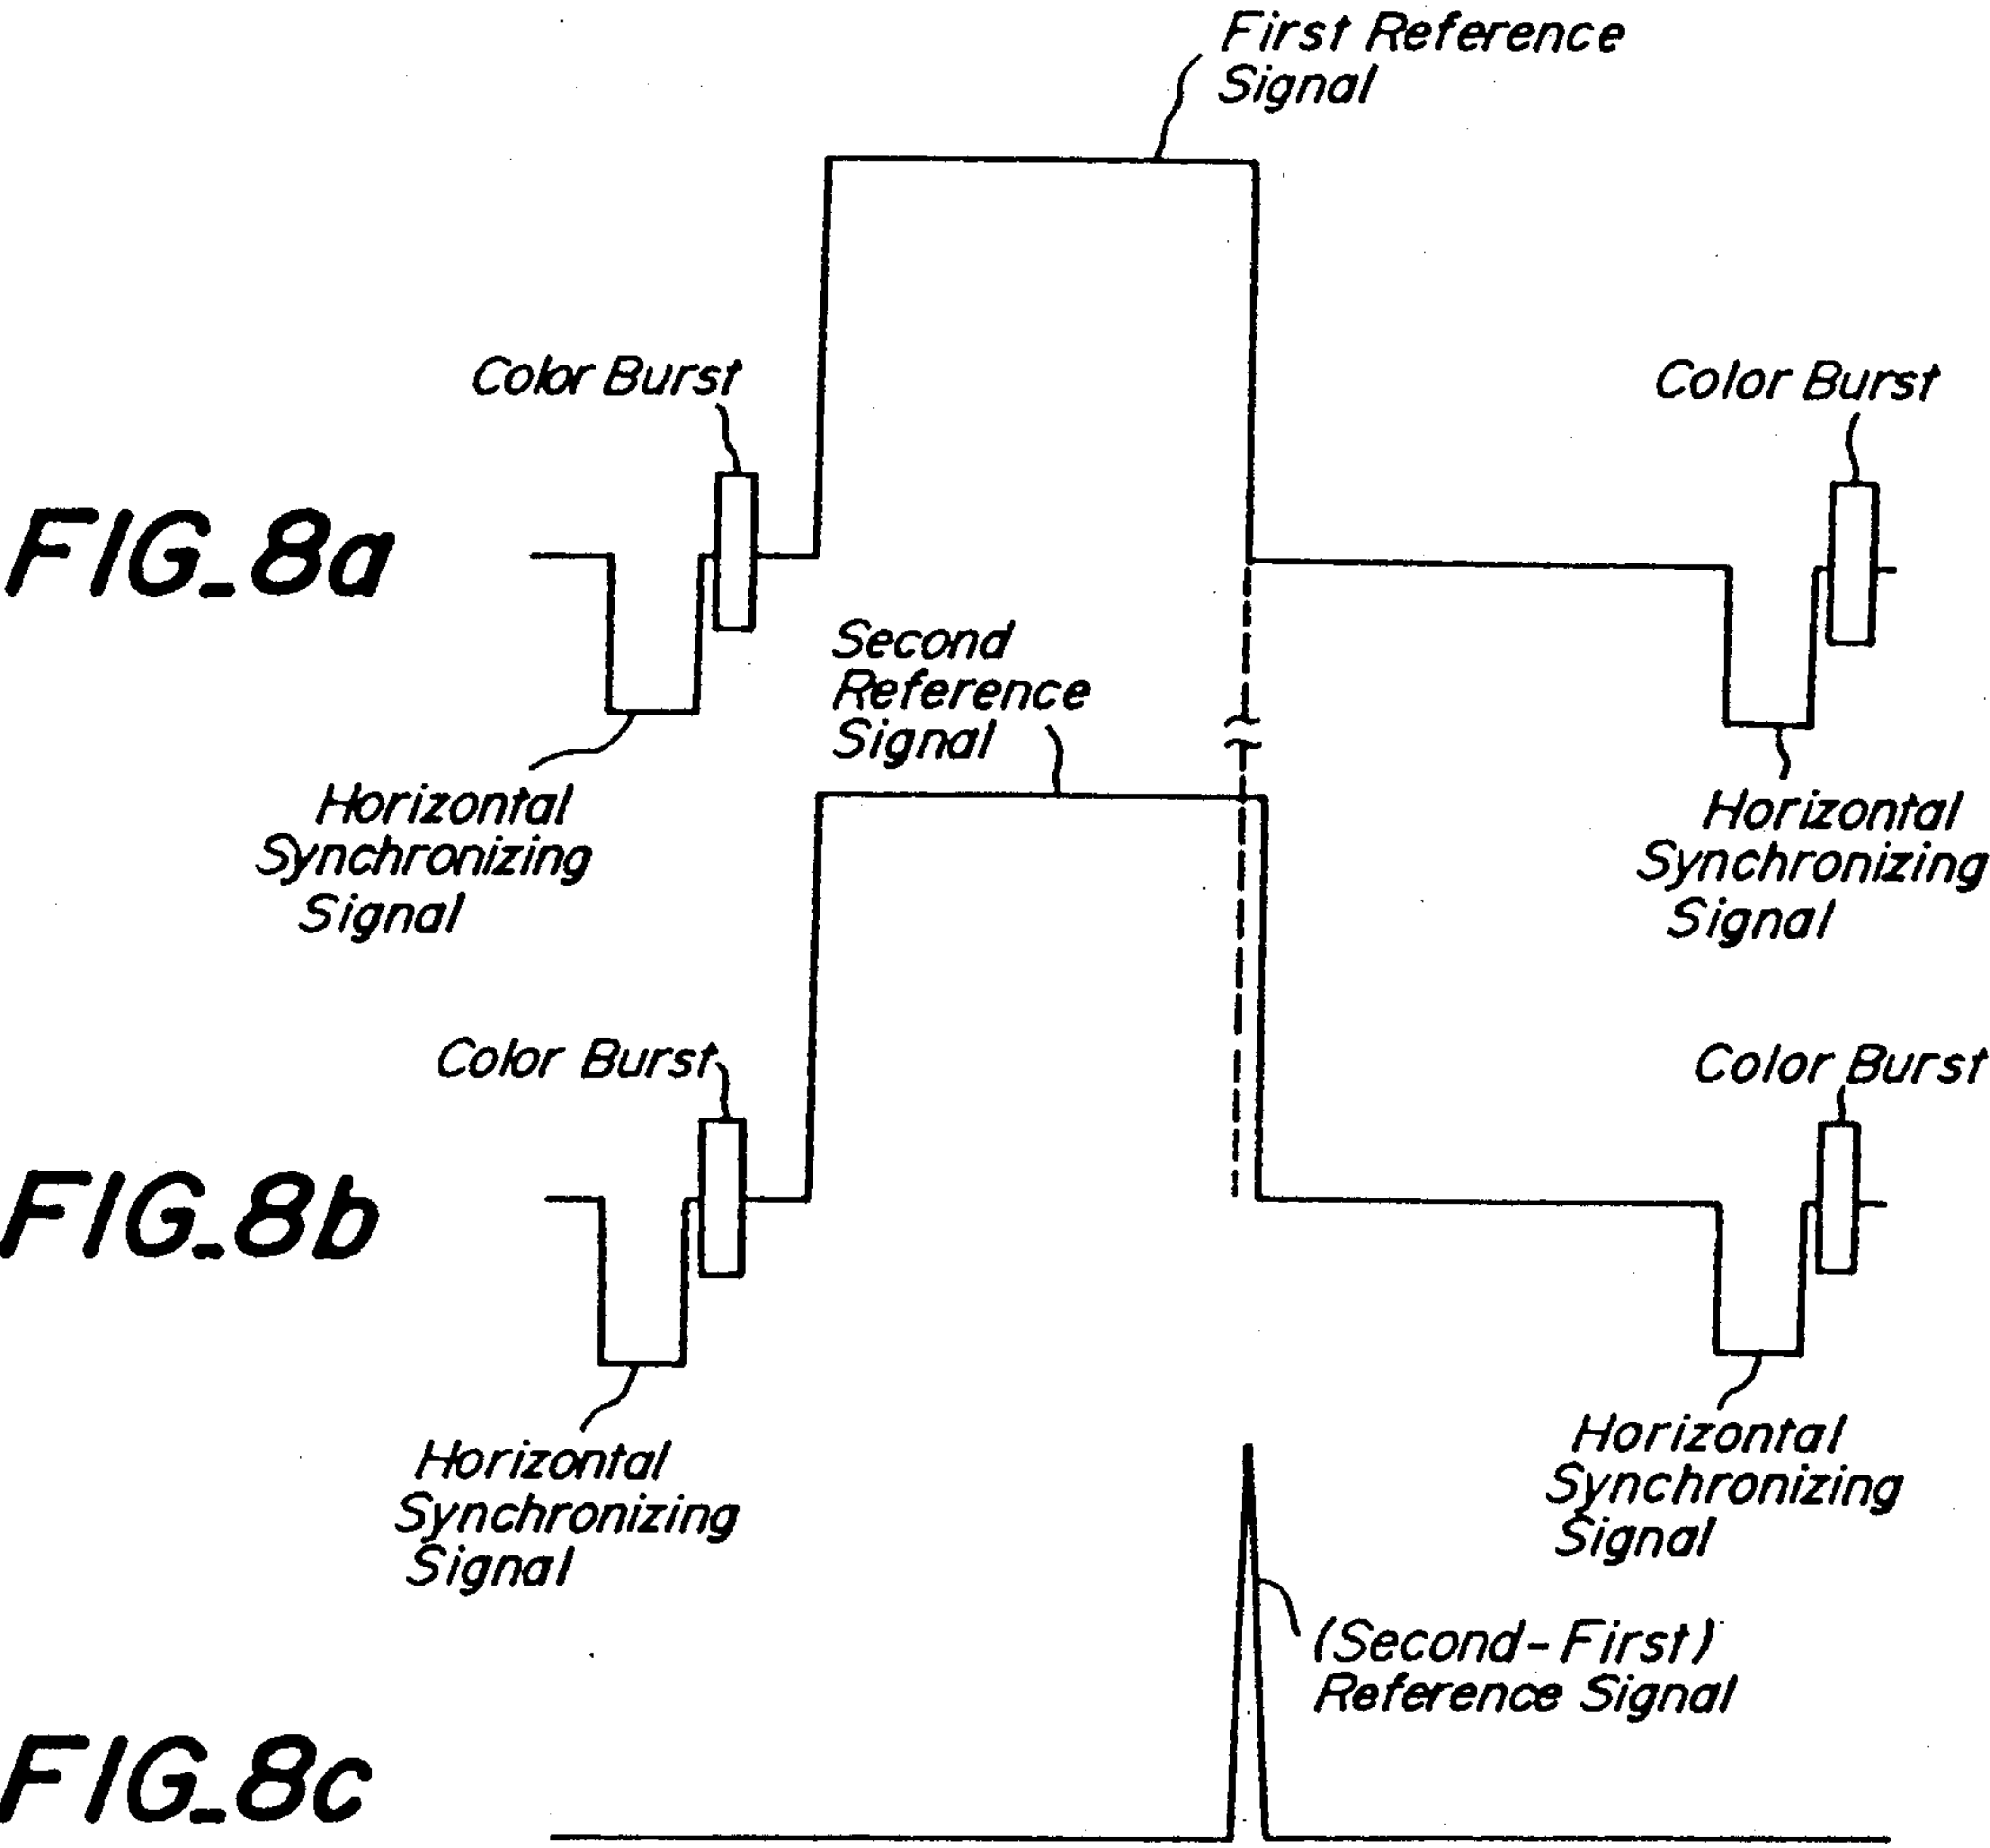 First Reference
Signal
Color Burst
Color Burst
FIG_8a
Second
Reference
Signal
Horizontal
Synchronizing
Signal
Horizontal
Synchronizing
Signal
Color Burst
Color Burst
FIG_8b
Horizontal
Synchronizing
Signal
Horizontal
Synchronizing
Signal
(Second-First)
Reference Signal
FIG_8c